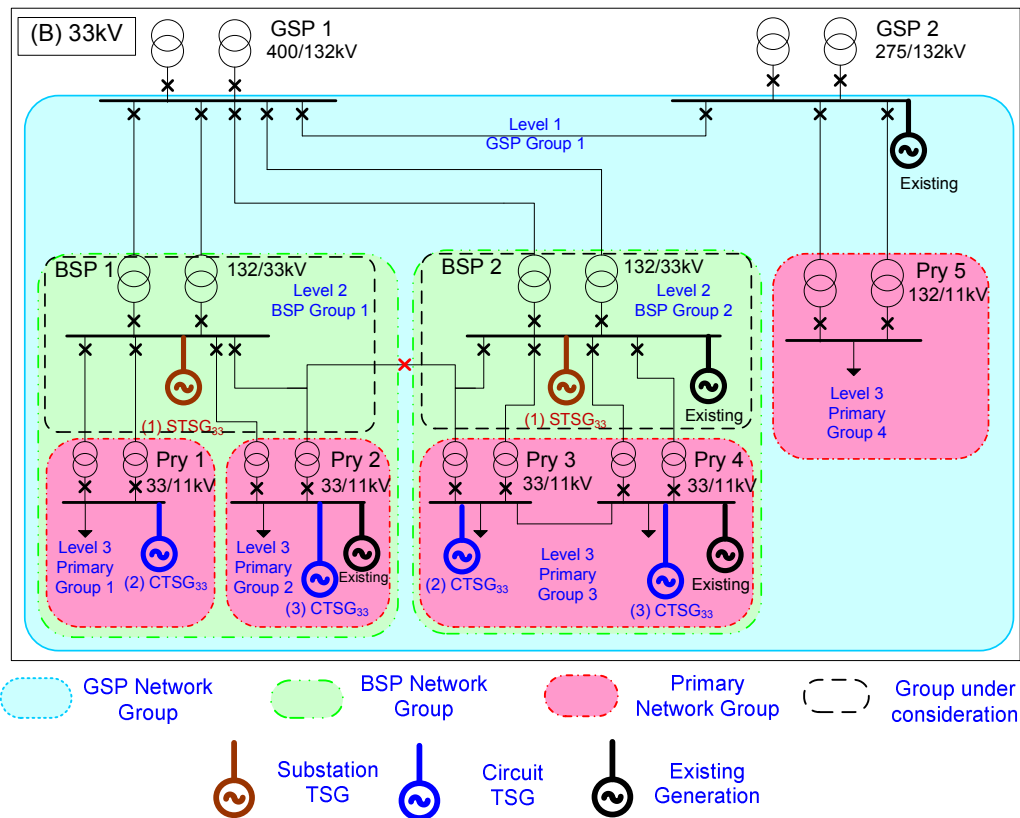 (B) 33kV
GSP 1
400/132kV
GSP 2
275/132kV
Level 1
GSP Group 1
Existing
BSP 1
132/33kV
Level 2
BSP Group 1
BSP 2
132/33kV
Level 2
BSP Group 2
Pry 5
132/11kV
(1) STSG33
(1) STSG33
Existing
Level 3
Primary
Group 4
Pry 1
33/11kV
Pry 2
33/11kV
Pry 3
33/11kV
Pry 4
33/11kV
Level 3
Primary
Group 1
(2) CTSG33
Level 3
Primary
Group 2
Existing
(3) CTSG33
(2) CTSG33
Level 3
Primary
Group 3
Existing
(3) CTSG33
GSP Network
Group
BSP Network
Group
Primary
Network Group
Group under
consideration
Substation
TSG
Circuit
TSG
Existing
Generation